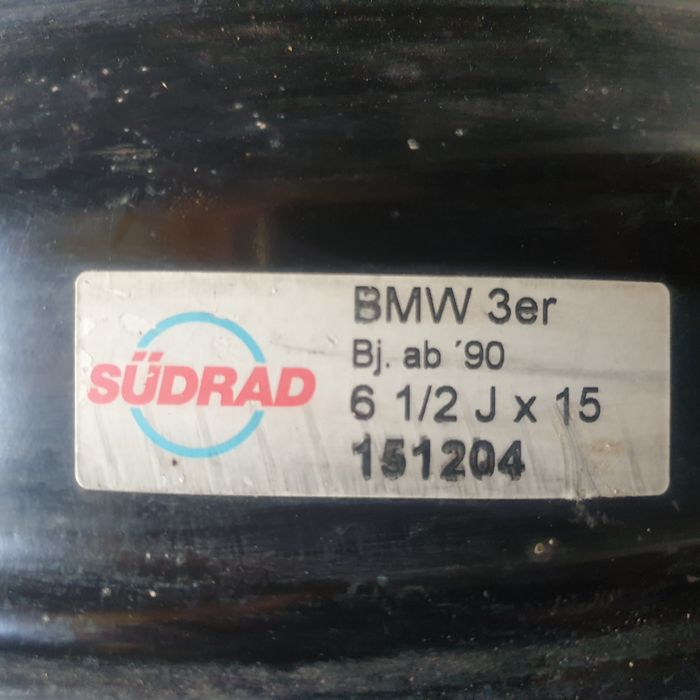 SÜDRAD
BMW 3er
Bj. ab ´90
6 1/2 J x 15
151204